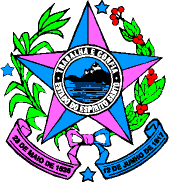 TRABALHA E CONFIA
ESTADO DO ESPIRITO SANTO
23 DE MAIO DE 1535
12 DE JUNHO DE 1817